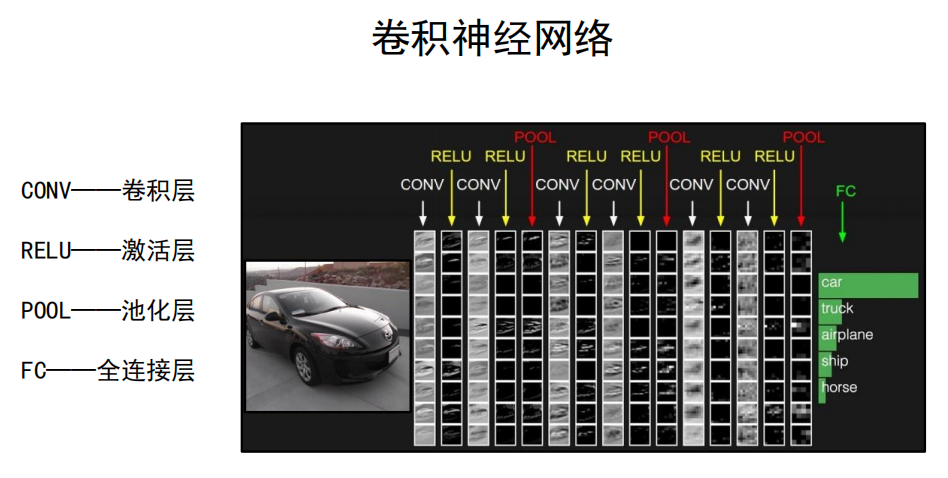 卷积神经网络
CONV——卷积层
RELU——激活层
POOL——池化层
FC——全连接层
POOL POOL POOL
RELU RELU RELU RELU RELU RELU
CONV CONV CONV CONV CONV CONV
FC
car
truck
airplane
ship
horse